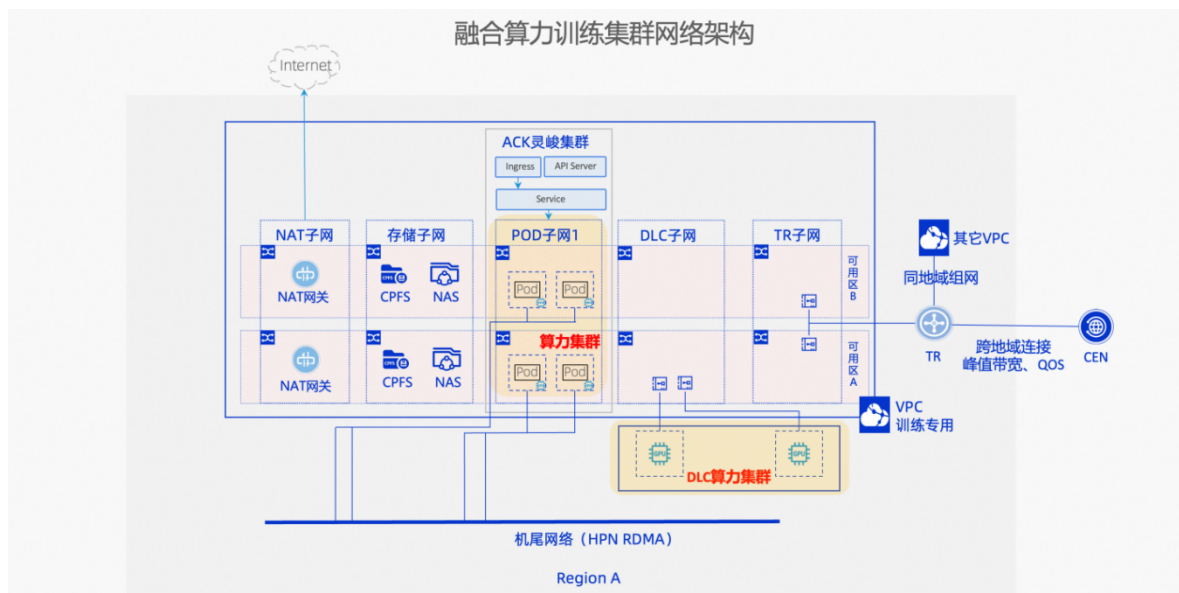 融合算力训练集群网络架构
Internet
ACK灵峻集群
Ingress
API Server
Service
NAT子网
存储子网
POD子网1
DLC子网
TR子网
其它VPC
可用区B
同地域组网
NAT网关
CPFS
NAS
Pod
Pod
算力集群
TR
跨地域连接
峰值带宽、QOS
CEN
可用区A
NAT网关
CPFS
NAS
Pod
Pod
VPC
训练专用
GPU
GPU
DLC算力集群
机尾网络（HPN RDMA）
Region A